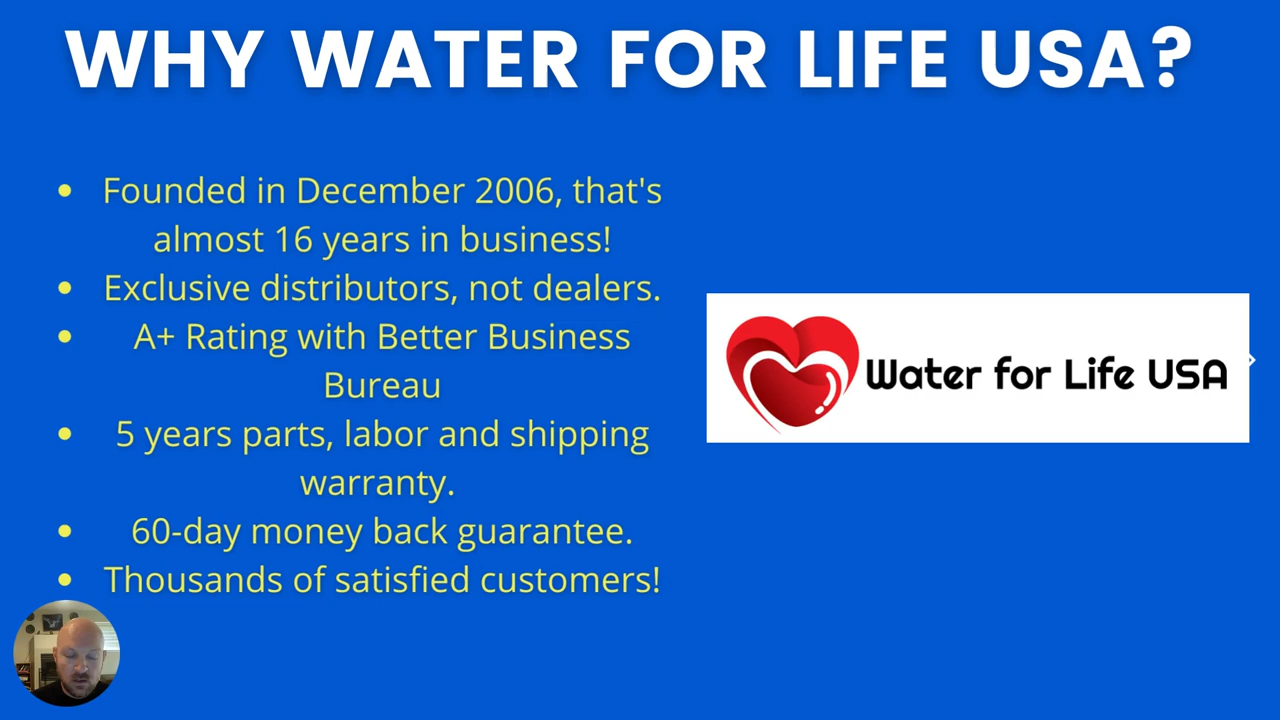 WHY WATER FOR LIFE USA?
Founded in December 2006, that's
almost 16 years in business!
Exclusive distributors, not dealers.
A+ Rating with Better Business
Bureau
5 years parts, labor and shipping
warranty.
60-day money back guarantee.
Thousands of satisfied customers!
Water for Life USA